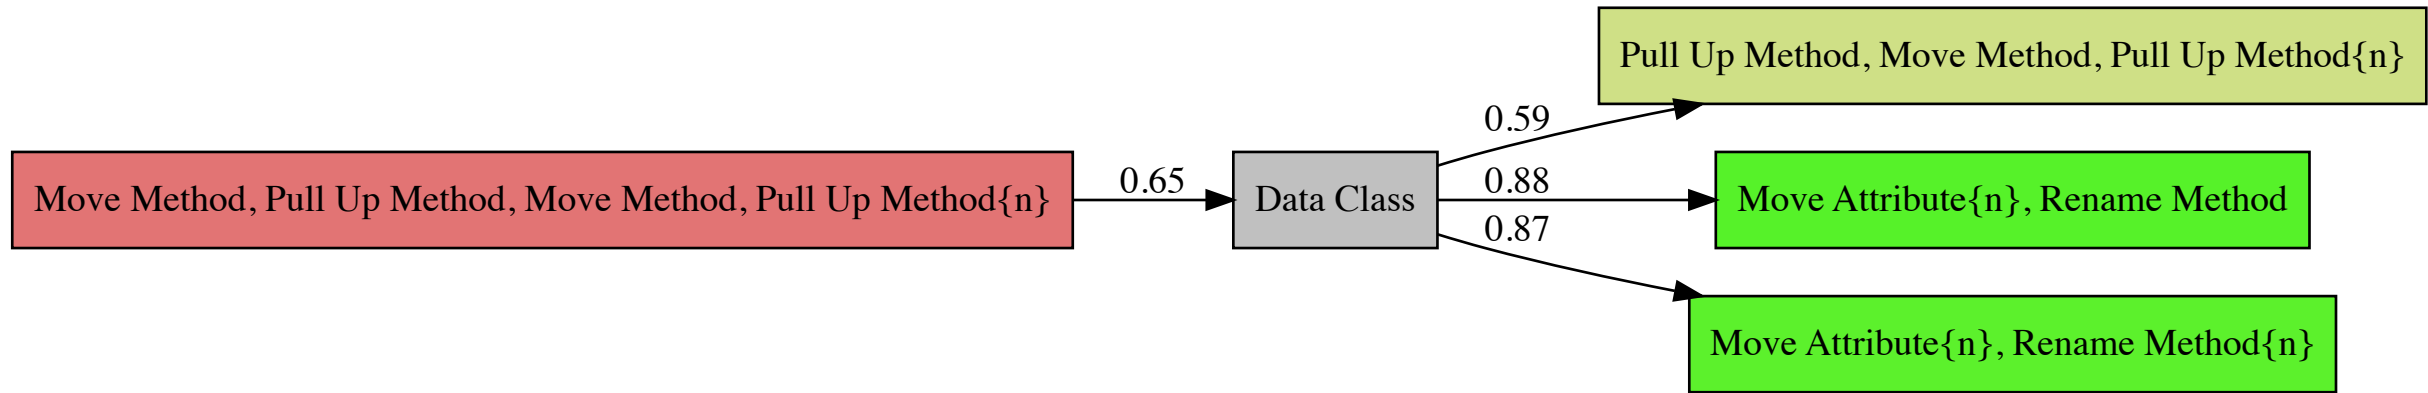 Move Method, Pull Up Method, Move Method, Pull Up Method{n}
0.65
Data Class
0.59
0.88
0.87
Pull Up Method, Move Method, Pull Up Method{n}
Move Attribute{n}, Rename Method
Move Attribute{n}, Rename Method{n}